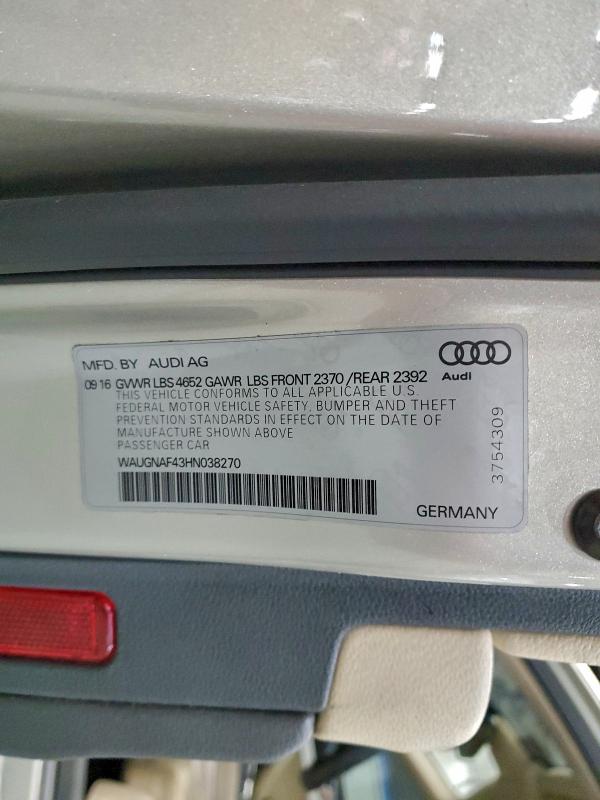 MFD. BY AUDI AG
09 16 GVWR LBS 4652 GAWR LBS FRONT 2370 /REAR 2392
Audi
THIS VEHICLE CONFORMS TO ALL APPLICABLE U.S.
FEDERAL MOTOR VEHICLE SAFETY, BUMPER AND THEFT
PREVENTION STANDARDS IN EFFECT ON THE DATE OF
MANUFACTURE SHOWN ABOVE
PASSENGER CAR
WAUGNAF43HN038270
3754309
GERMANY